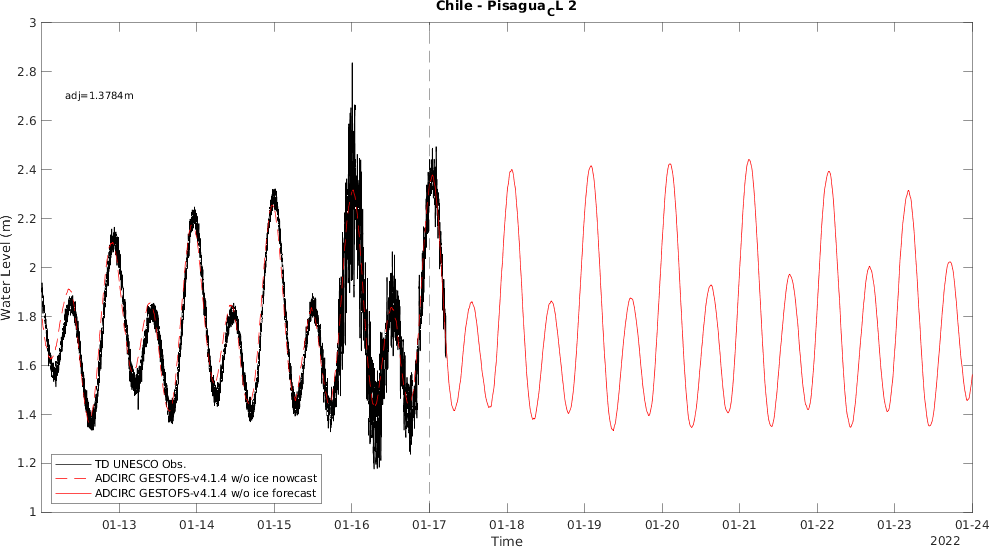 Chile - Pisagua_CL 2
3
2.8
adj=1.3784m
2.6
2.4
2.2
2
1.8
1.6
1.4
1.2
1
Water Level (m)
TD UNESCO Obs.
ADCIRC GESTOFS-v4.1.4 w/o ice nowcast
ADCIRC GESTOFS-v4.1.4 w/o ice forecast
01-13 01-14 01-15 01-16 01-17 01-18 01-19 01-20 01-21 01-22 01-23 01-24
Time
2022